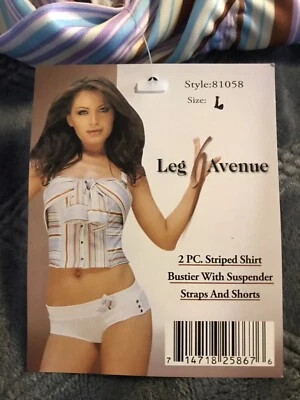 Style:81058
Size: L
Leg Avenue
2 PC. Striped Shirt
Bustier With Suspender
Straps And Shorts
7 14718 25867 6